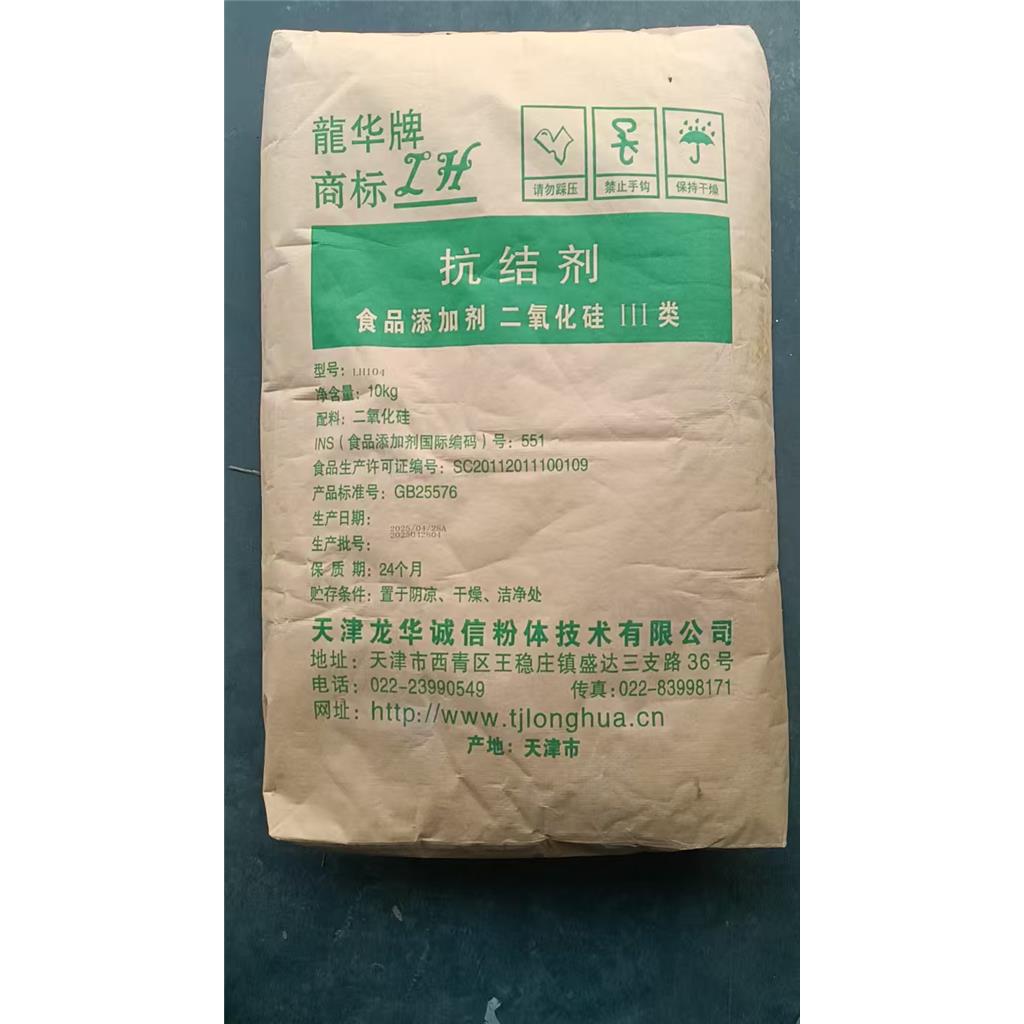 龍华牌
商标 HL
请勿踩压 禁止手钩 保持干燥
抗结剂
食品添加剂 二氧化硅 III 类
型号：LH104
净含量：10kg
配料：二氧化硅
INS（食品添加剂国际编码）号：551
食品生产许可证编号：SC20112011100109
产品标准号：GB25576
生产日期：2025/04/28A
生产批号：2025042804
保 质 期：24个月
贮存条件：置于阴凉、干燥、洁净处
天津龙华诚信粉体技术有限公司
地址：天津市西青区王稳庄镇盛达三支路36号
电话：022-23990549 传真：022-83998171
网址：http://www.tjlonghua.cn
产地：天津市